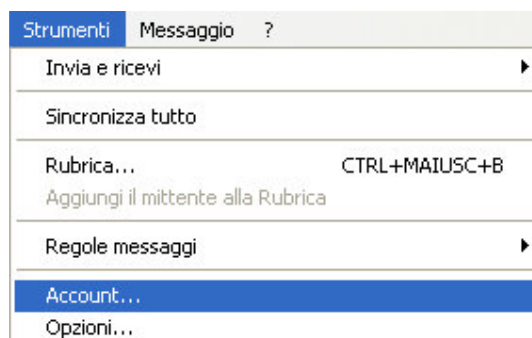 Strumenti Messaggio ?
Invia e ricevi
Sincronizza tutto
Rubrica... CTRL+MAIUSC+B
Aggiungi il mittente alla Rubrica
Regole messaggi
Account...
Opzioni...